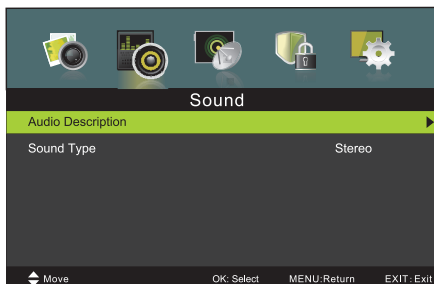 Sound
Audio Description
Sound Type Stereo
Move OK: Select MENU:Return EXIT: Exit